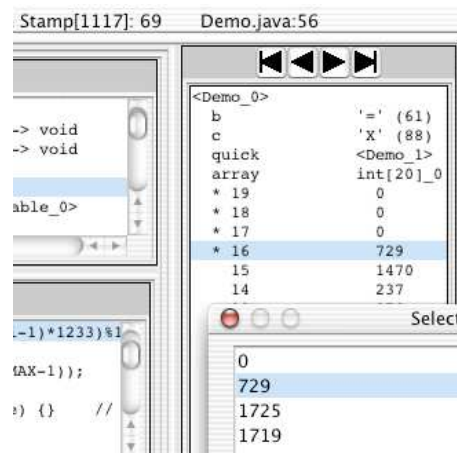 Stamp[1117]: 69 Demo.java:56
-> void
-> void
able_0>
-1)*1233)%1
MAX-1));
) {} //
<Demo_0>
b '=' (61)
c 'X' (88)
quick <Demo_1>
array int[20]_0
* 19 0
* 18 0
* 17 0
* 16 729
15 1470
14 237
Select
0
729
1725
1719